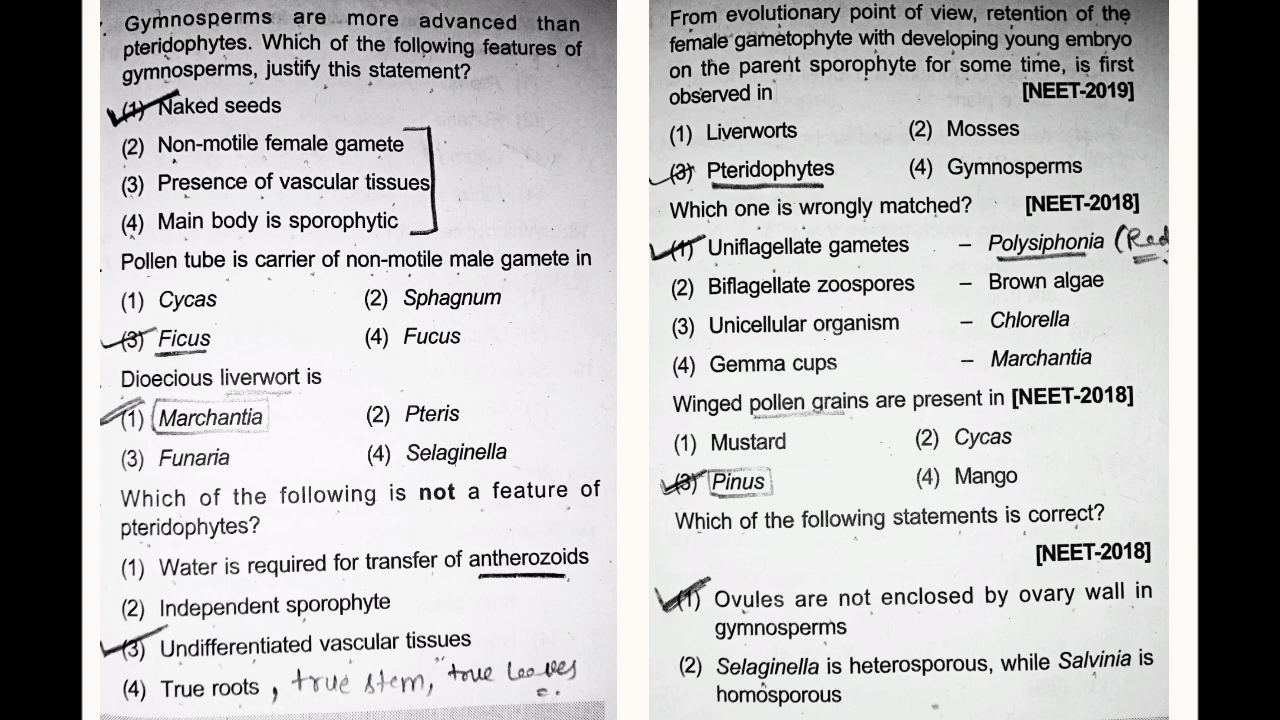 Gymnosperms are more advanced than
pteridophytes. Which of the following features of
gymnosperms, justify this statement?
(1) Naked seeds
(2) Non-motile female gamete
(3) Presence of vascular tissues
(4) Main body is sporophytic
Pollen tube is carrier of non-motile male gamete in
(1) Cycas (2) Sphagnum
(3) Ficus (4) Fucus
Dioecious liverwort is
(1) Marchantia (2) Pteris
(3) Funaria (4) Selaginella
Which of the following is not a feature of
pteridophytes?
(1) Water is required for transfer of antherozoids
(2) Independent sporophyte
(3) Undifferentiated vascular tissues
(4) True roots , true stem, true leaves
From evolutionary point of view, retention of the
female gametophyte with developing young embryo
on the parent sporophyte for some time, is first
observed in [NEET-2019]
(1) Liverworts (2) Mosses
(3) Pteridophytes (4) Gymnosperms
Which one is wrongly matched? [NEET-2018]
(1) Uniflagellate gametes – Polysiphonia (Red
(2) Biflagellate zoospores – Brown algae
(3) Unicellular organism – Chlorella
(4) Gemma cups – Marchantia
Winged pollen grains are present in [NEET-2018]
(1) Mustard (2) Cycas
(3) Pinus (4) Mango
Which of the following statements is correct?
[NEET-2018]
(1) Ovules are not enclosed by ovary wall in
gymnosperms
(2) Selaginella is heterosporous, while Salvinia is
homosporous